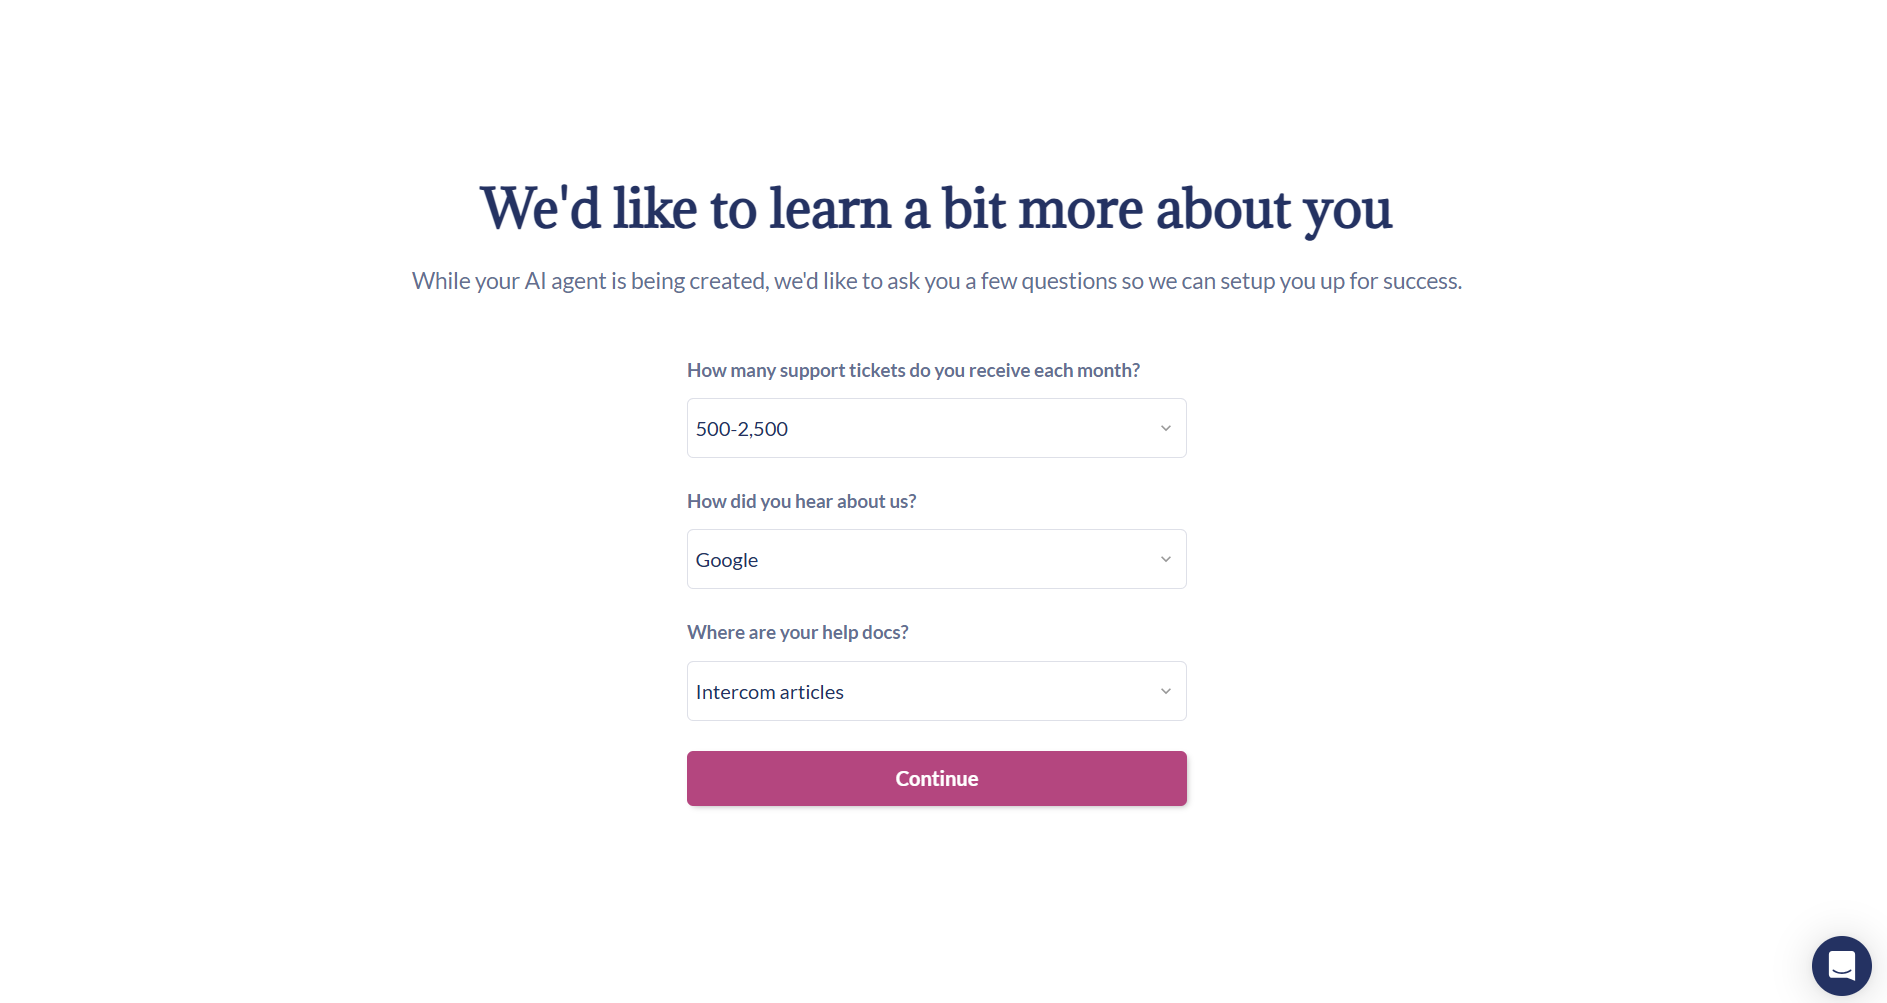 We'd like to learn a bit more about you
While your AI agent is being created, we'd like to ask you a few questions so we can setup you up for success.
How many support tickets do you receive each month?
500-2,500
How did you hear about us?
Google
Where are your help docs?
Intercom articles
Continue